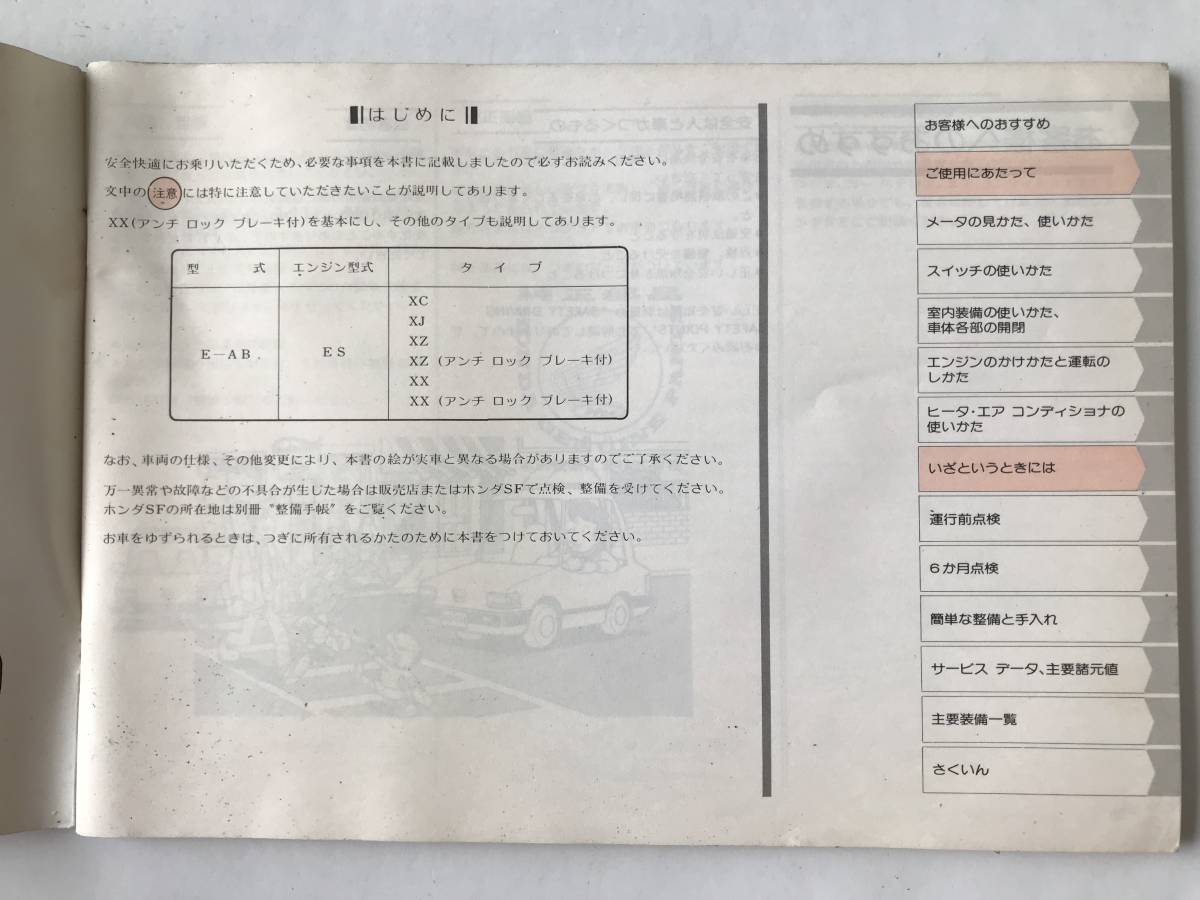 はじめに
安全快適にお乗りいただくため、必要な事項を本書に記載しましたので必ずお読みください。
文中の注意には特に注意していただきたいことが説明してあります。
XX(アンチ ロック ブレーキ付)を基本にし、その他のタイプも説明してあります。
型 式 エンジン型式 タ イ プ
E-AB ES
XC
XJ
XZ
XZ (アンチ ロック ブレーキ付)
XX
XX (アンチ ロック ブレーキ付)
なお、車両の仕様、その他変更により、本書の絵が実車と異なる場合がありますのでご了承ください。
万一異常や故障などの不具合が生じた場合は販売店またはホンダSFで点検、整備を受けてください。
ホンダSFの所在地は別冊〝整備手帳〟をご覧ください。
お車をゆずられるときは、つぎに所有されるかたのために本書をつけておいてください。
お客様へのおすすめ
ご使用にあたって
メータの見かた、使いかた
スイッチの使いかた
室内装備の使いかた、
車体各部の開閉
エンジンのかけかたと運転の
しかた
ヒータ・エア コンディショナの
使いかた
いざというときには
運行前点検
6か月点検
簡単な整備と手入れ
サービス データ、主要諸元値
主要装備一覧
さくいん